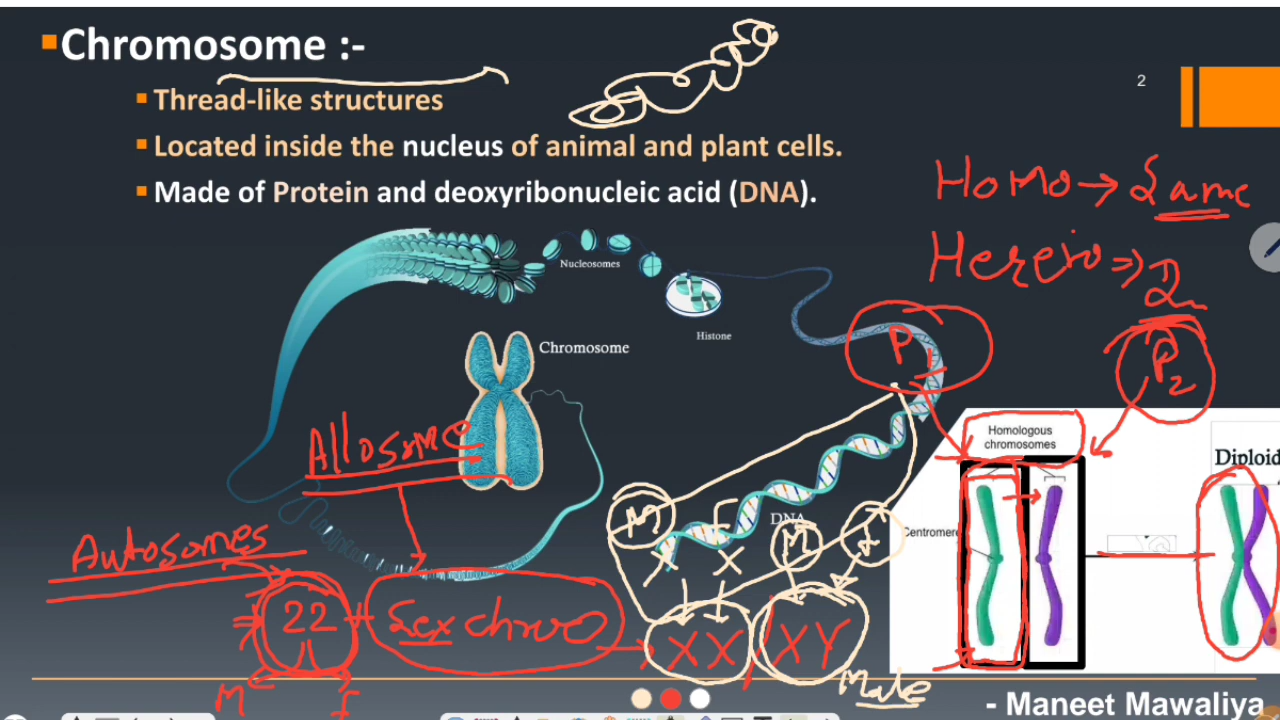 Chromosome :-
2
Thread-like structures
Located inside the nucleus of animal and plant cells.
Made of Protein and deoxyribonucleic acid (DNA).
Homo → Same
Nucleosomes
Histone
Chromosome
P1
P2
Homologous
chromosomes
Diploid
Allosome
DNA
Centromere
M F
M
X X
Autosomes
22 + Sex chro
XX / XY
M F
Male
- Maneet Mawaliya